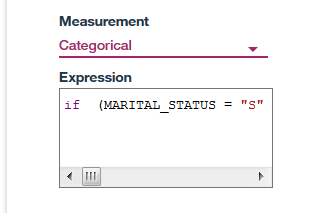 Measurement
Categorical
Expression
if (MARITAL_STATUS = "S"